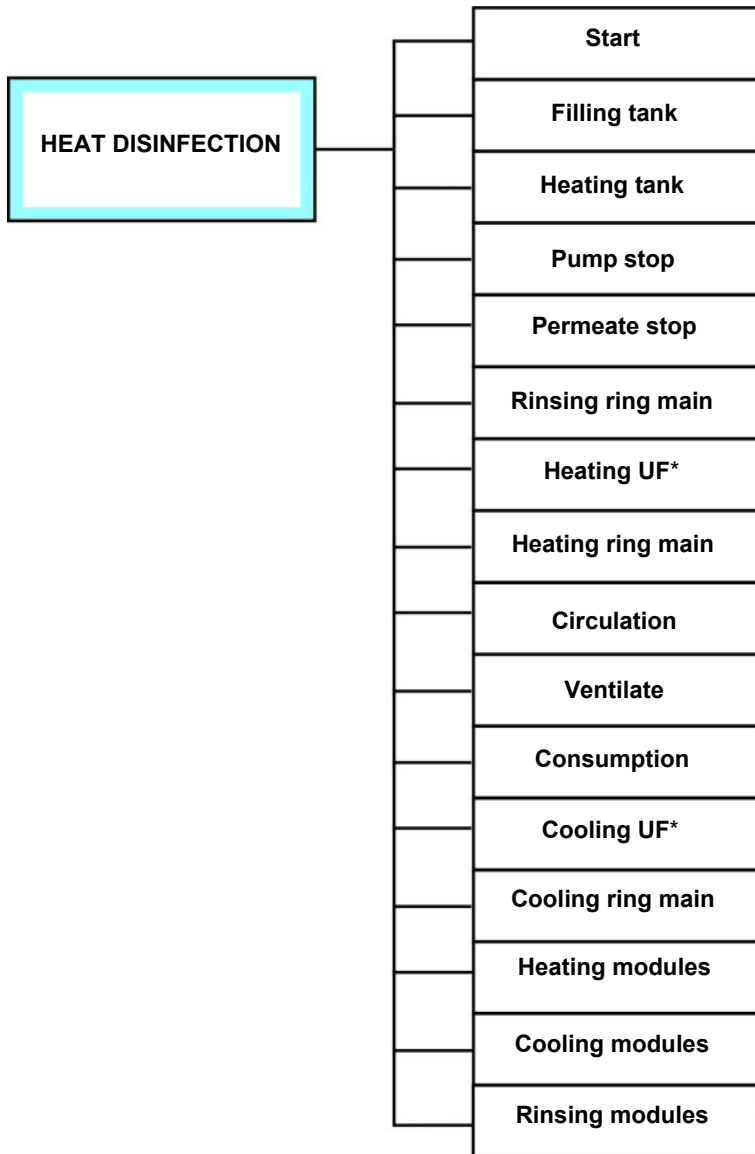 Start
HEAT DISINFECTION
Filling tank
Heating tank
Pump stop
Permeate stop
Rinsing ring main
Heating UF*
Heating ring main
Circulation
Ventilate
Consumption
Cooling UF*
Cooling ring main
Heating modules
Cooling modules
Rinsing modules